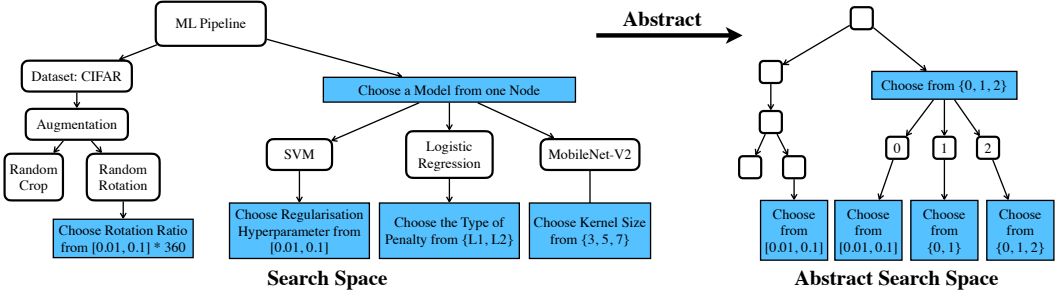 ML Pipeline
Dataset: CIFAR
Augmentation
Random
Crop
Random
Rotation
Choose Rotation Ratio
from [0.01, 0.1] * 360
Choose a Model from one Node
SVM
Logistic
Regression
MobileNet-V2
Choose Regularisation
Hyperparameter from
[0.01, 0.1]
Choose the Type of
Penalty from {L1, L2}
Choose Kernel Size
from {3, 5, 7}
Search Space
Abstract
Choose from {0, 1, 2}
0
1
2
Choose
from
[0.01, 0.1]
Choose
from
[0.01, 0.1]
Choose
from
{0, 1}
Choose
from
{0, 1, 2}
Abstract Search Space